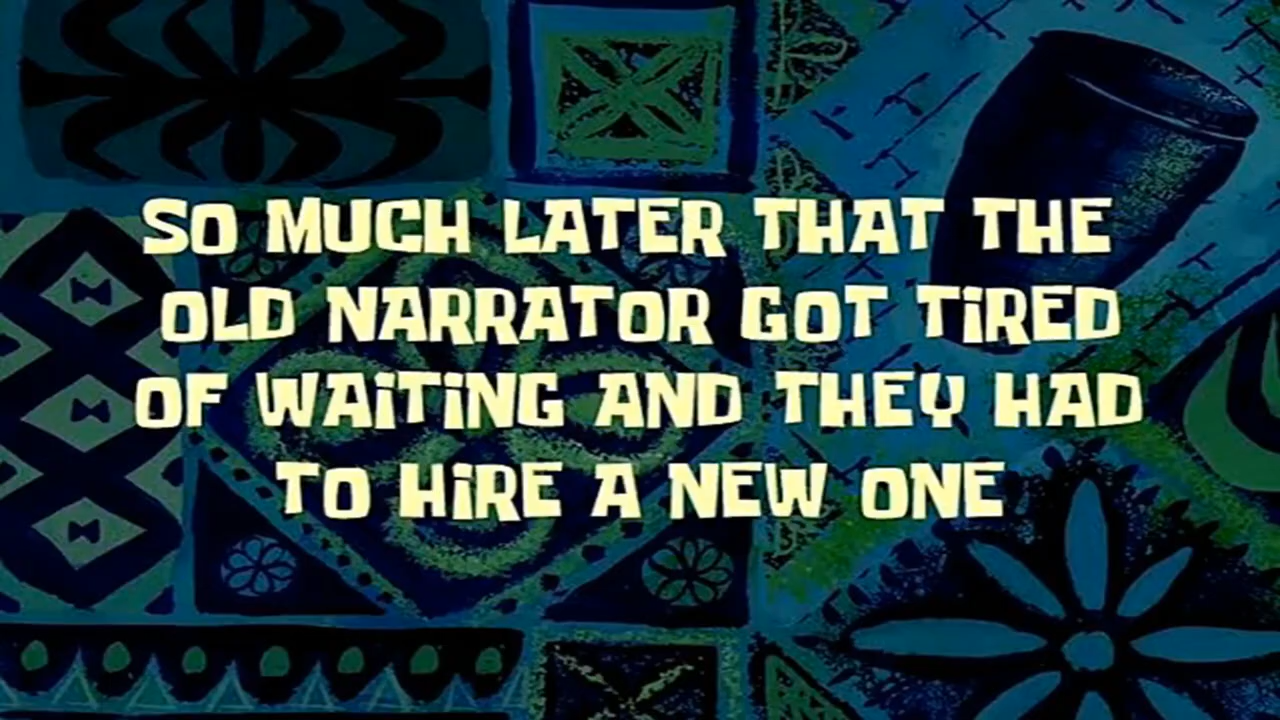 SO MUCH LATER THAT THE
OLD NARRATOR GOT TiRED
OF WAiTiNG AND THEY HAD
TO HiRE A NEW ONE